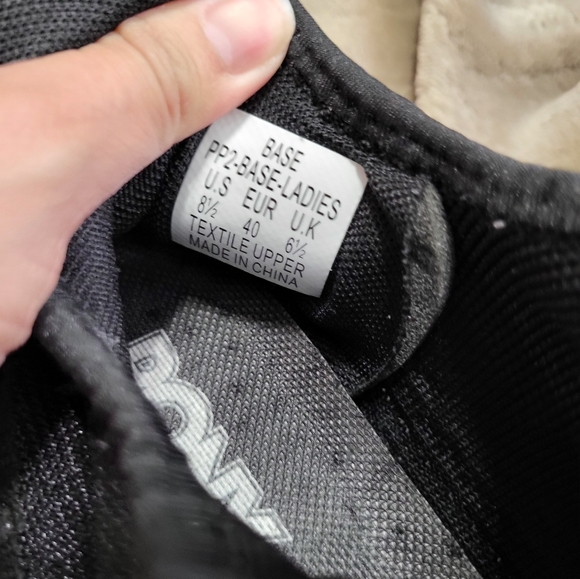 BASE
PP2-BASE-LADIES
U.S EUR U.K
8½ 40 6½
TEXTILE UPPER
MADE IN CHINA